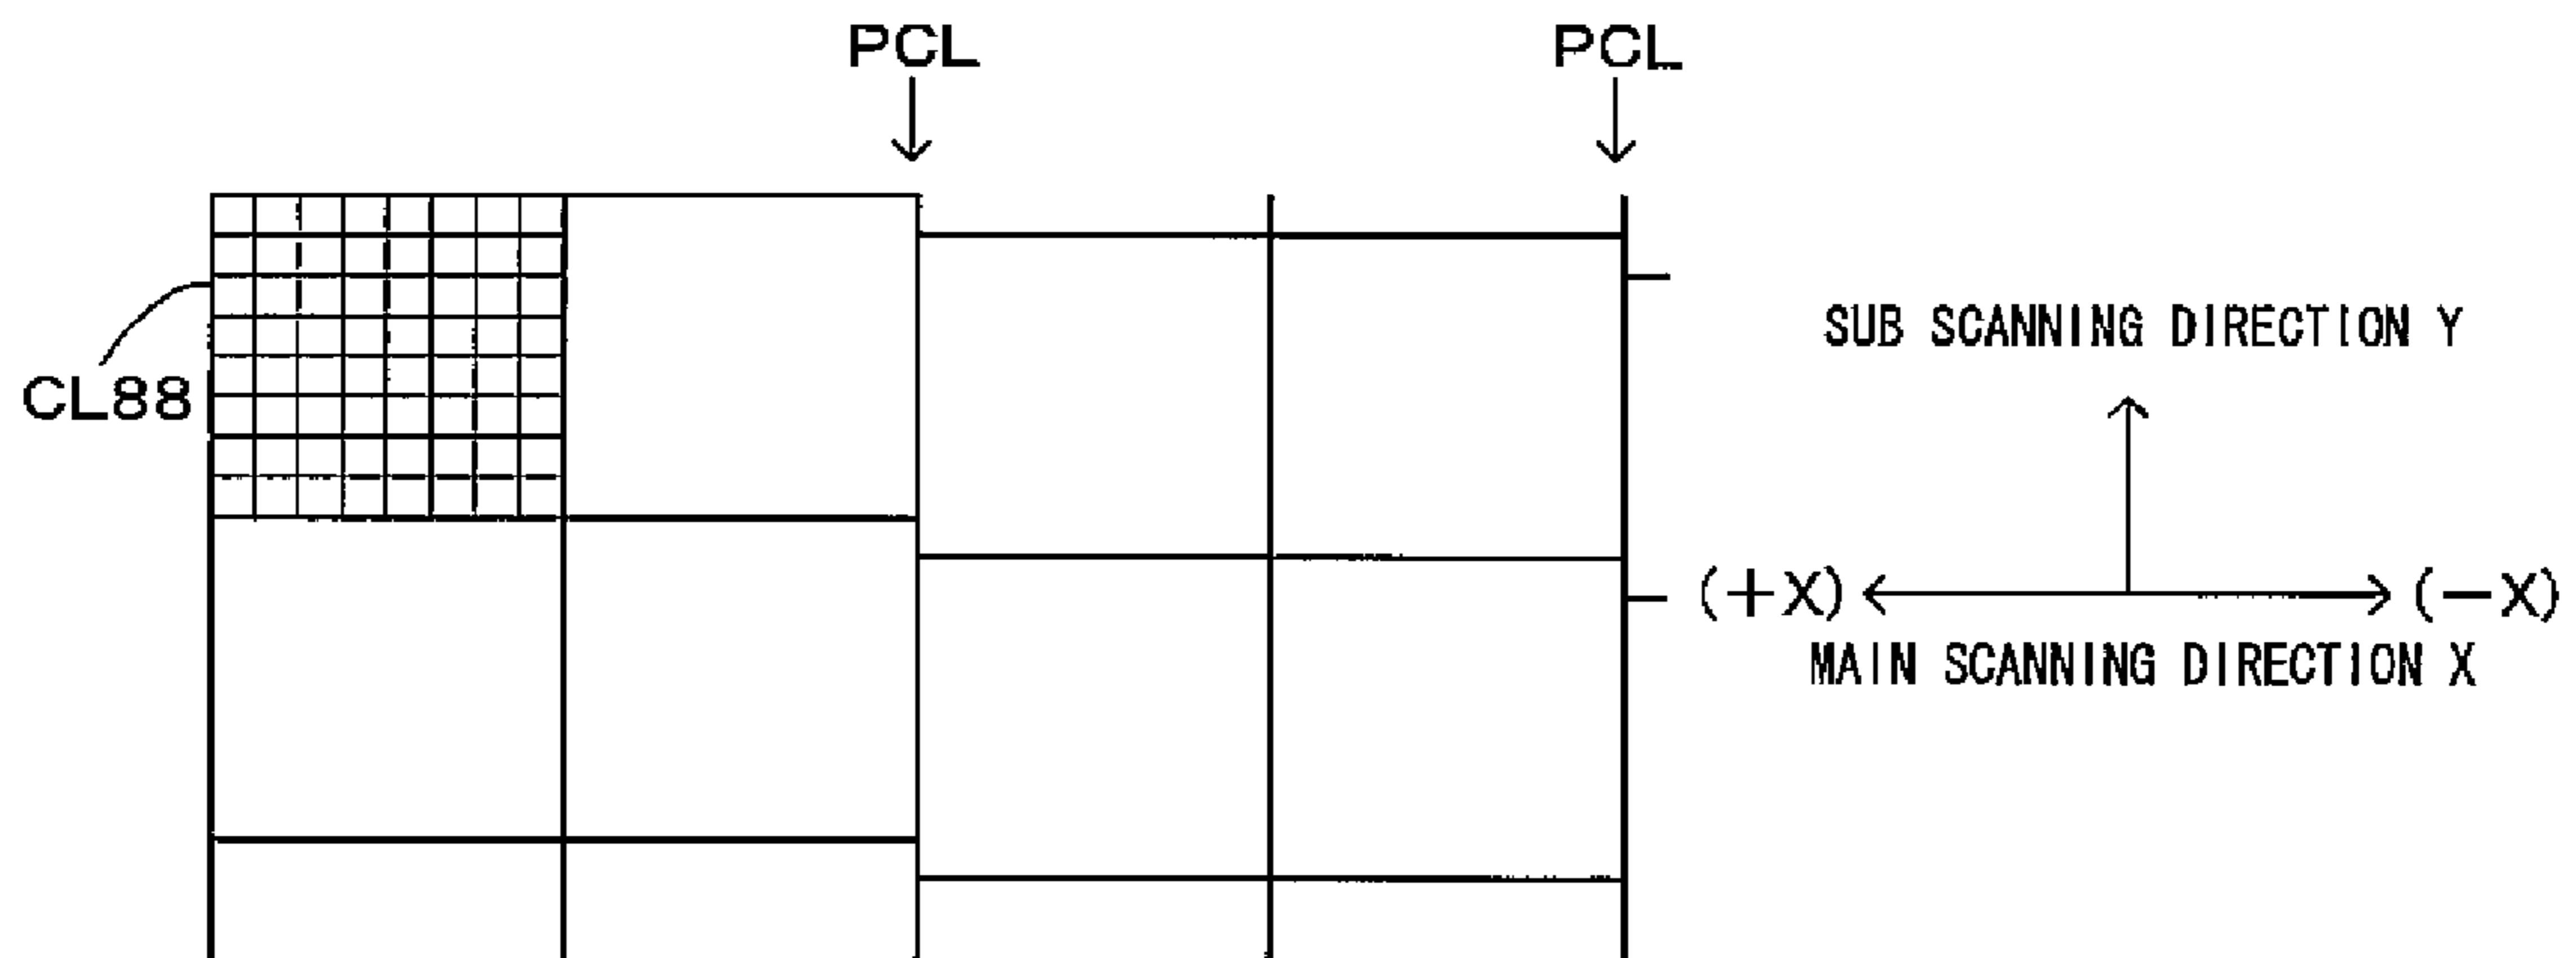 PCL PCL
CL88
SUB SCANNING DIRECTION Y
(+X) (−X)
MAIN SCANNING DIRECTION X